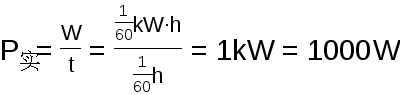 P实 = W/t = (1/60 kW·h)/(1/60 h) = 1kW = 1000W